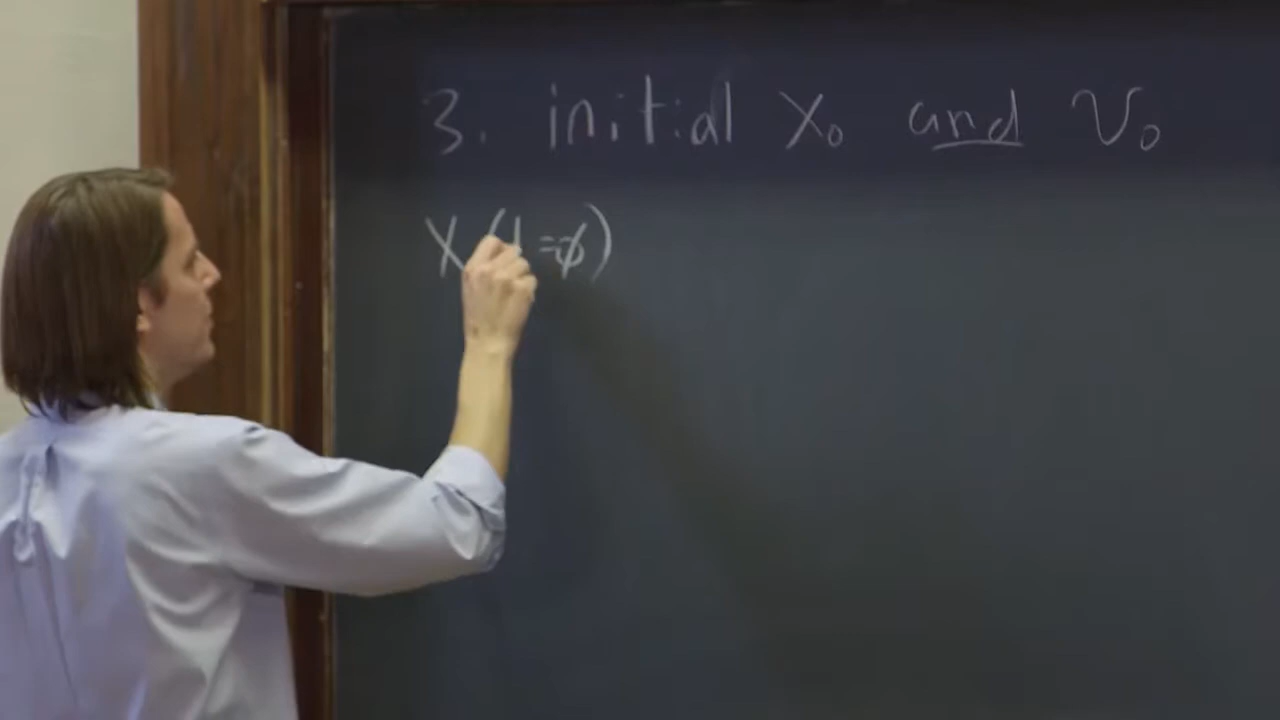 3. initial x₀ and v₀
x(t=0)